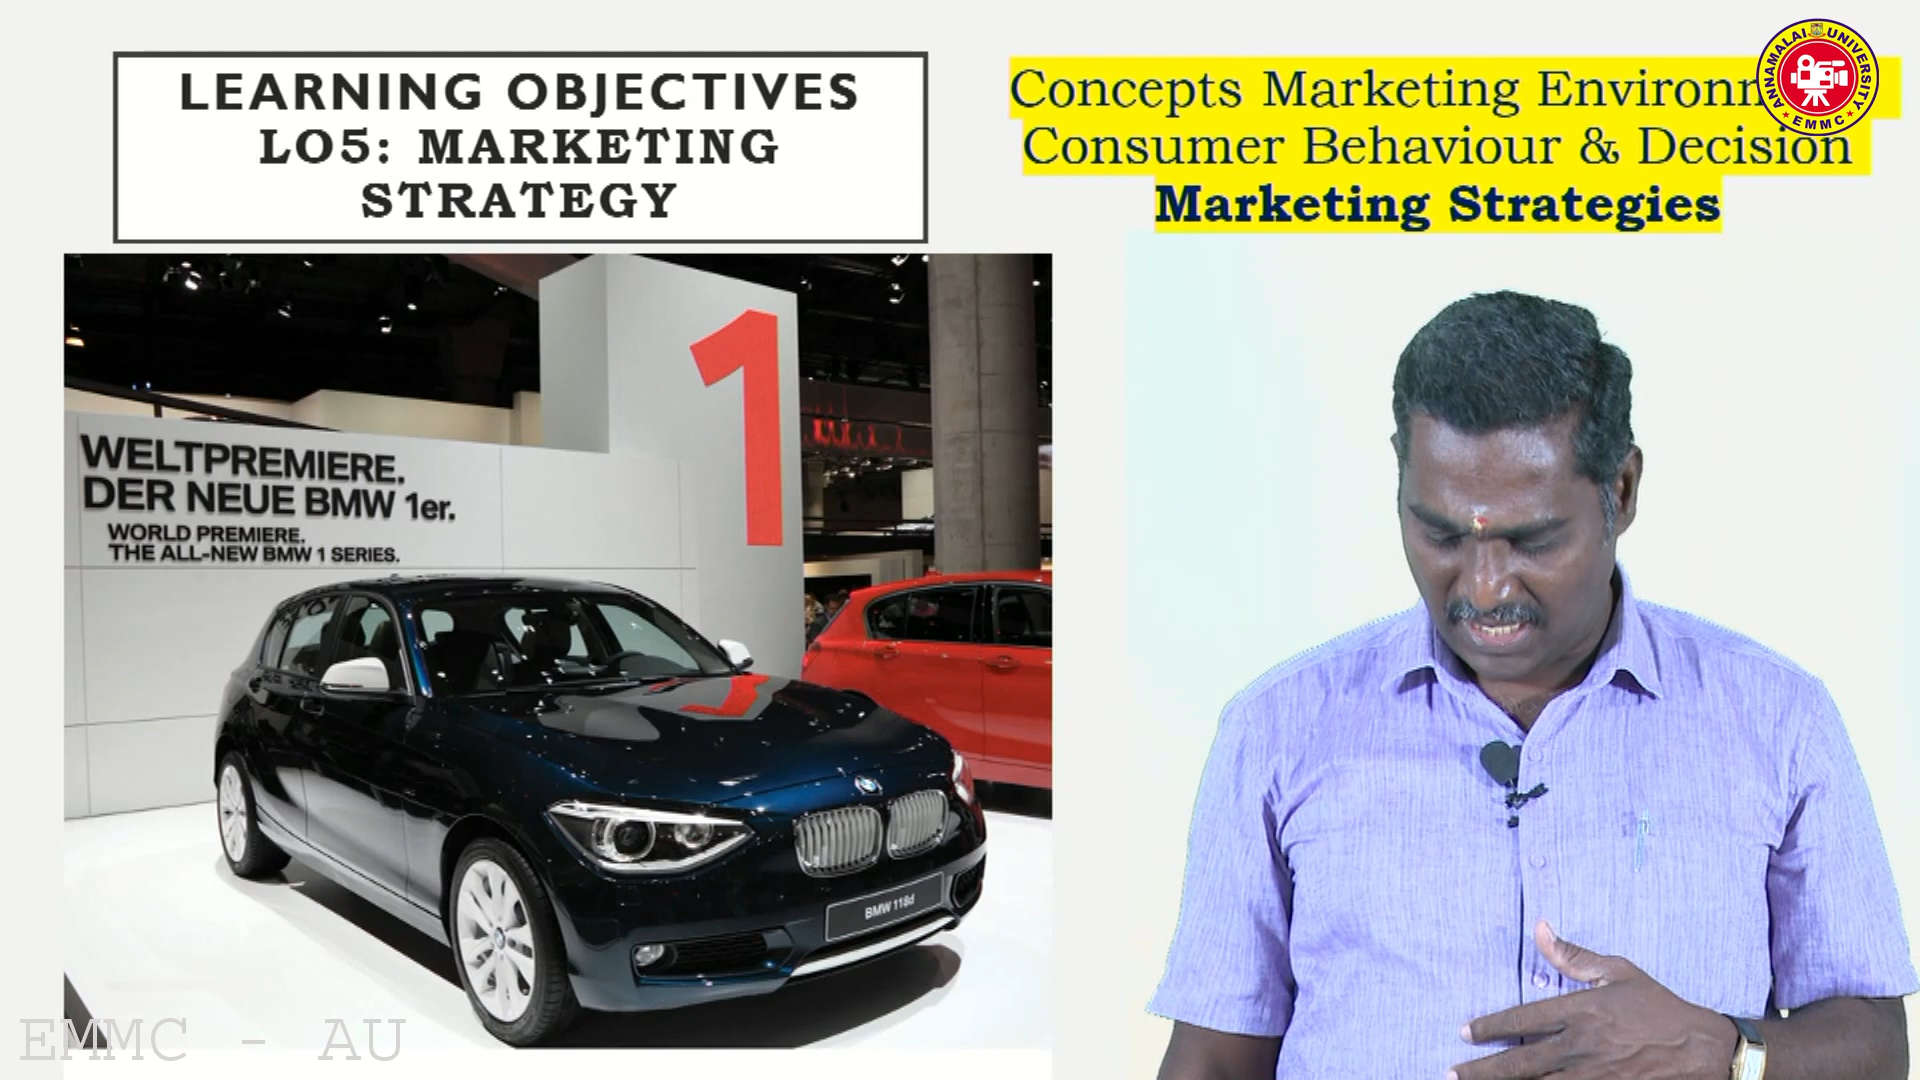 LEARNING OBJECTIVES
LO5: MARKETING
STRATEGY
Concepts Marketing
Consumer Behaviour & Decision
Marketing Strategies
ANNAMALAI UNIVERSITY
EMMC
1
WELTPREMIERE.
DER NEUE BMW 1er.
WORLD PREMIERE.
THE ALL-NEW BMW 1 SERIES.
BMW 118d
EMMC - AU